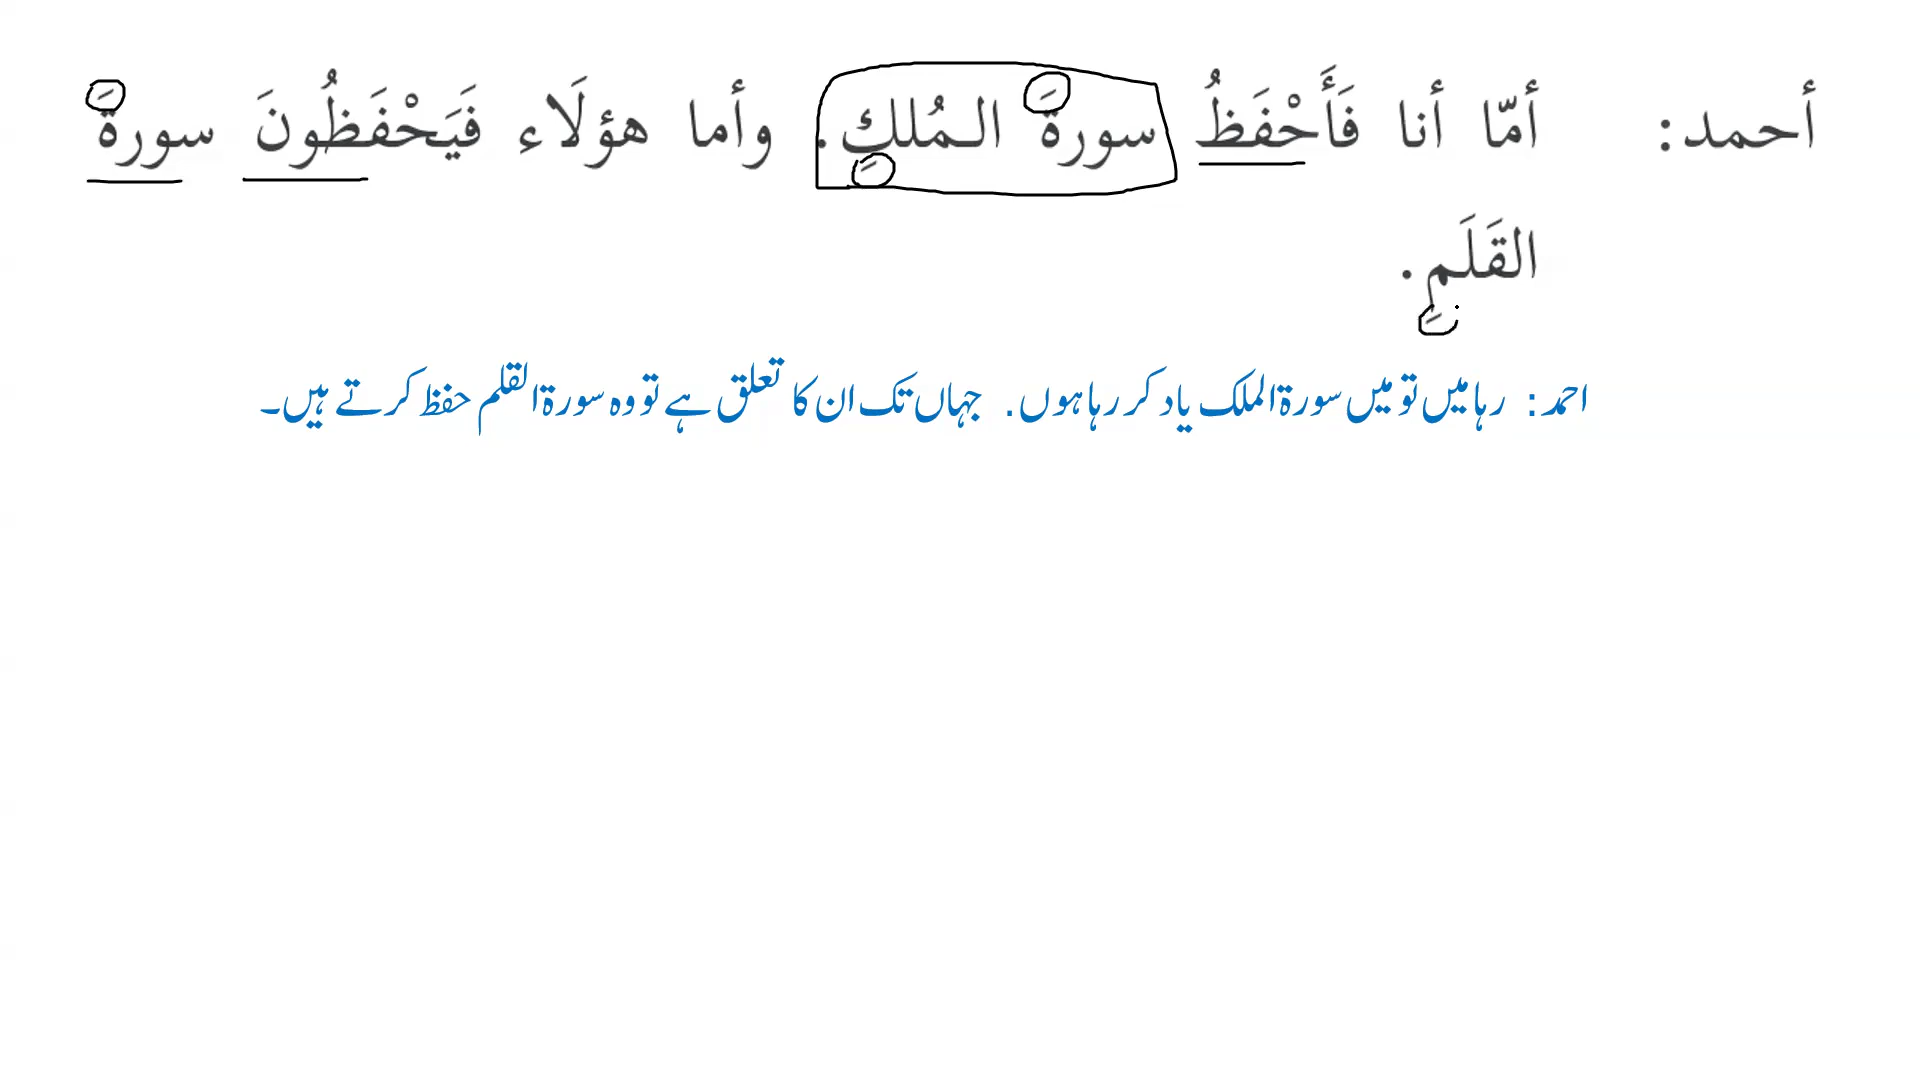 أحمد: أمّا أنا فَأَحْفَظُ سورةَ الـمُلكِ. وأما هؤلَاء فَيَحْفَظُونَ سورةَ
القَلَمِ.
احمد: رہا میں تو میں سورۃ الملک یاد کر رہا ہوں. جہاں تک ان کا تعلق ہے تو وہ سورۃ القلم حفظ کرتے ہیں۔